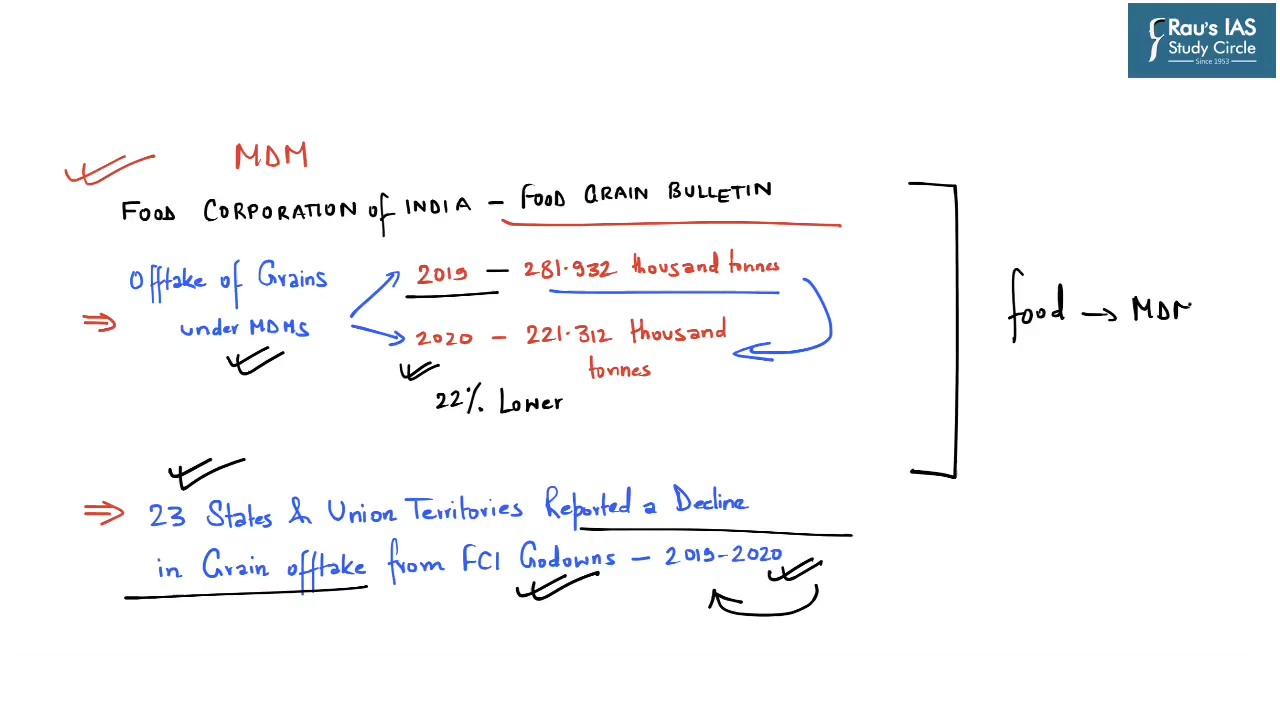 Rau's IAS
Study Circle
Since 1953
MDM
FOOD CORPORATION of INDIA – FOOD GRAIN BULLETIN
Offtake of Grains
under MDMS
2019 – 281.932 thousand tonnes
2020 – 221.312 thousand
tonnes
22% Lower
food → MDM
23 States & Union Territories Reported a Decline
in Grain offtake from FCI Godowns – 2019-2020